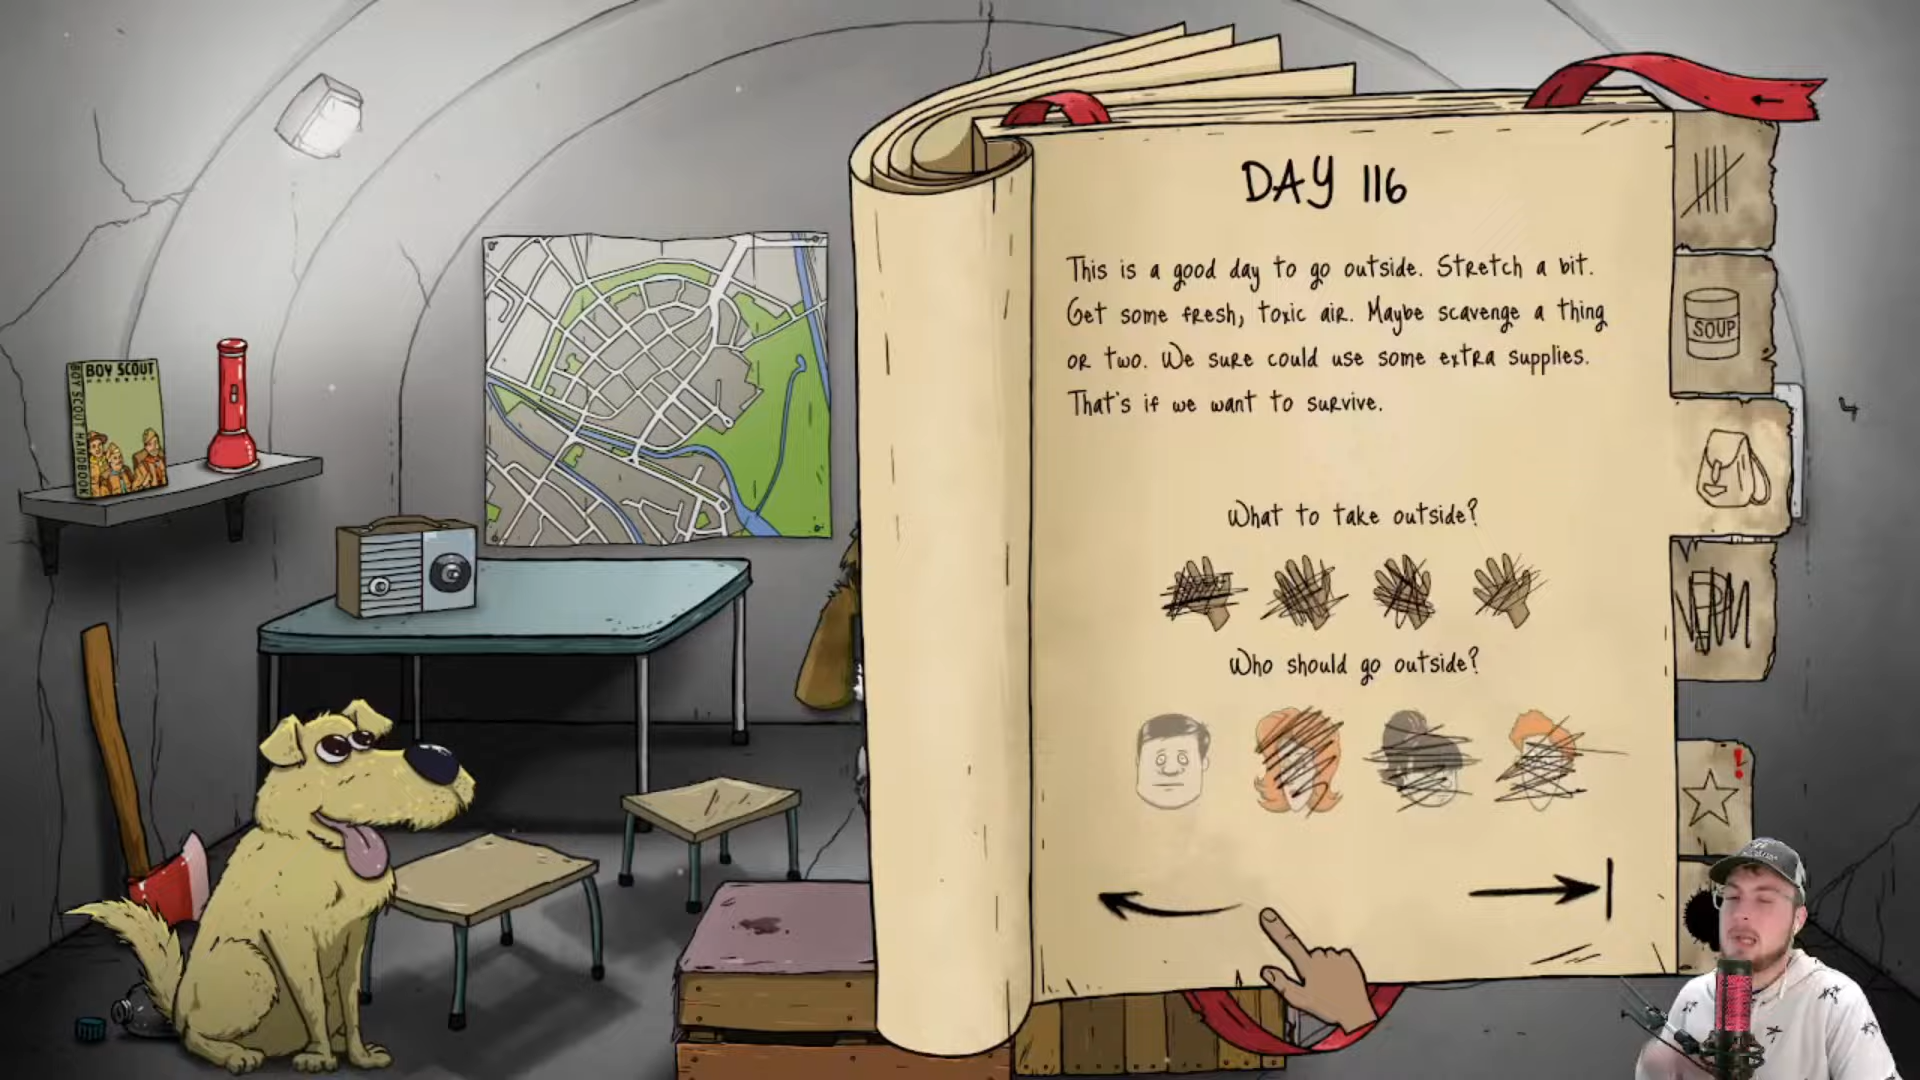 DAY 116
This is a good day to go outside. Stretch a bit.
Get some fresh, toxic air. Maybe scavenge a thing
or two. We sure could use some extra supplies.
That's if we want to survive.
What to take outside?
Who should go outside?
SOUP
!
BOY SCOUT
BOY SCOUT HANDBOOK